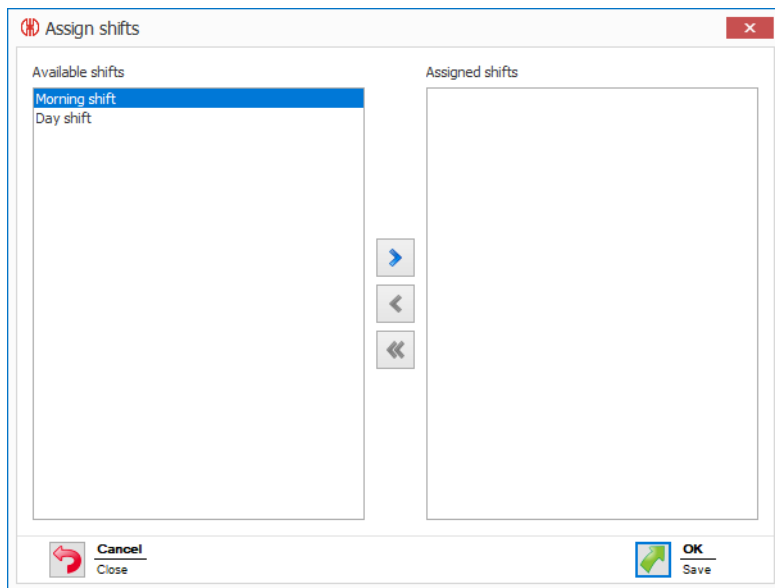 Assign shifts
Available shifts
Assigned shifts
Morning shift
Day shift
Cancel
Close
OK
Save